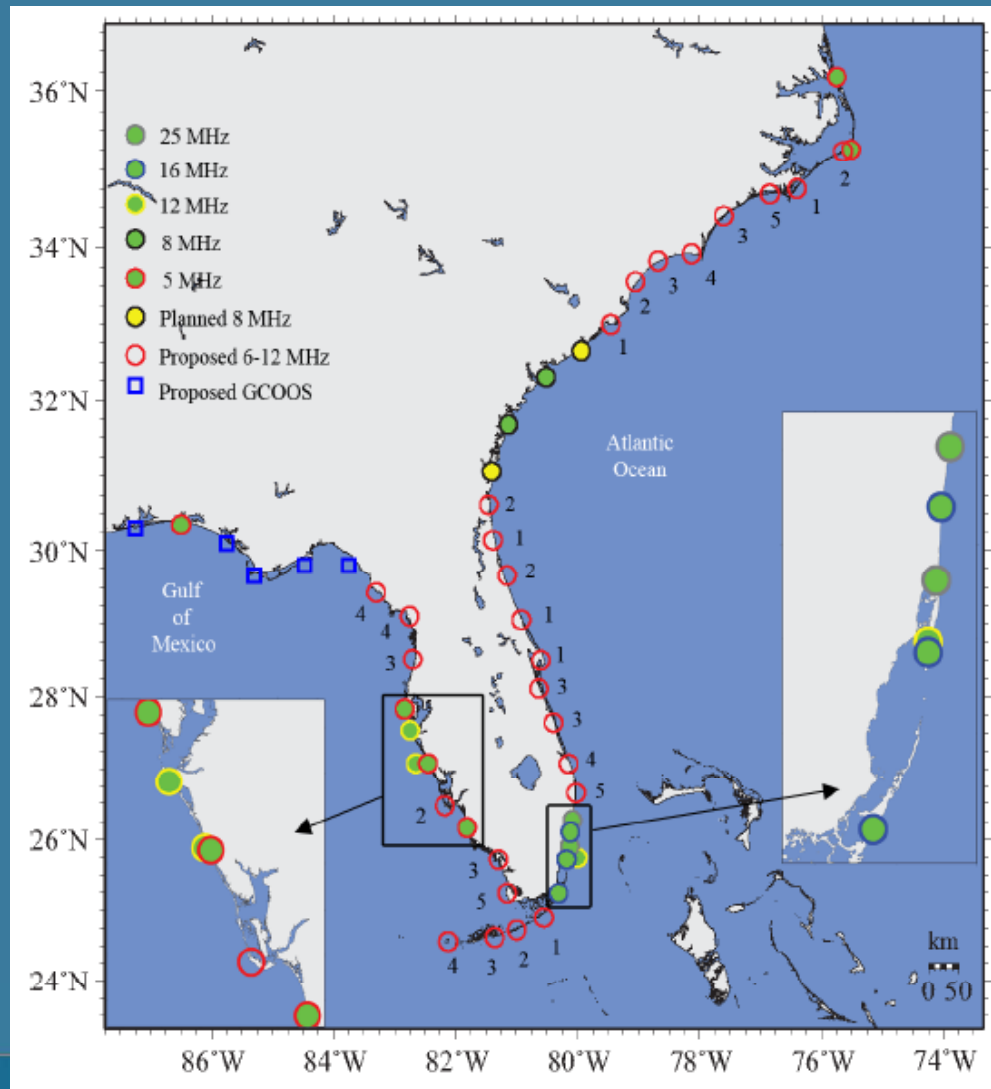 36°N
34°N
32°N
30°N
28°N
26°N
24°N
25 MHz
16 MHz
12 MHz
8 MHz
5 MHz
Planned 8 MHz
Proposed 6-12 MHz
Proposed GCOOS
Atlantic
Ocean
Gulf
of
Mexico
2
1
5
3
4
3
2
1
2
1
2
1
1
3
3
4
5
4
4
3
2
3
5
1
2
3
4
km
0 50
86°W
84°W
82°W
80°W
78°W
76°W
74°W